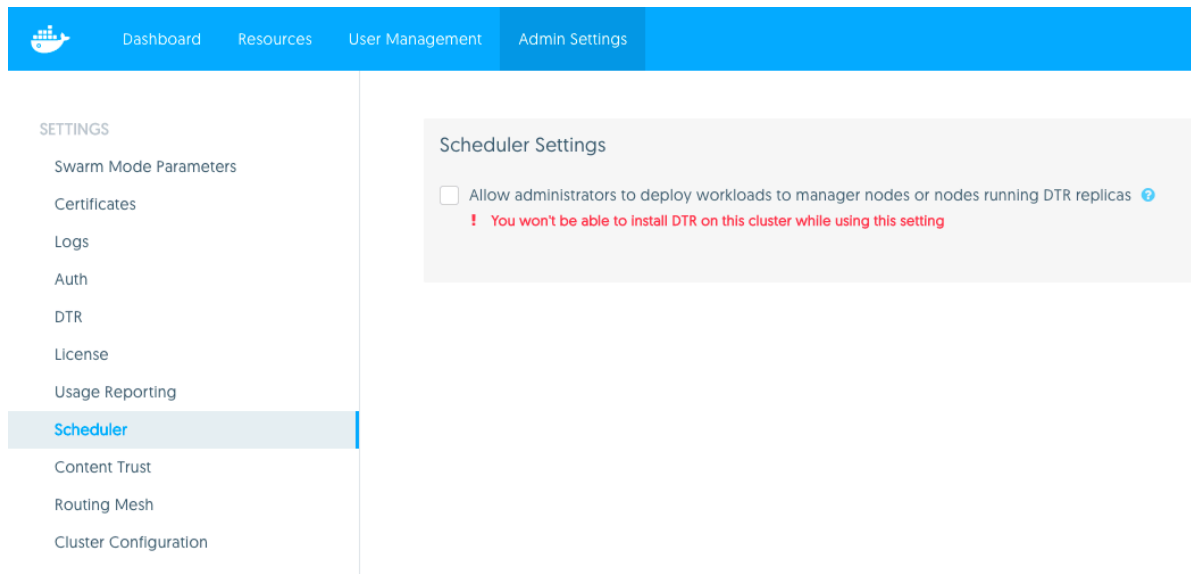 Dashboard Resources User Management Admin Settings
SETTINGS
Swarm Mode Parameters
Certificates
Logs
Auth
DTR
License
Usage Reporting
Scheduler
Content Trust
Routing Mesh
Cluster Configuration
Scheduler Settings
Allow administrators to deploy workloads to manager nodes or nodes running DTR replicas ?
! You won't be able to install DTR on this cluster while using this setting